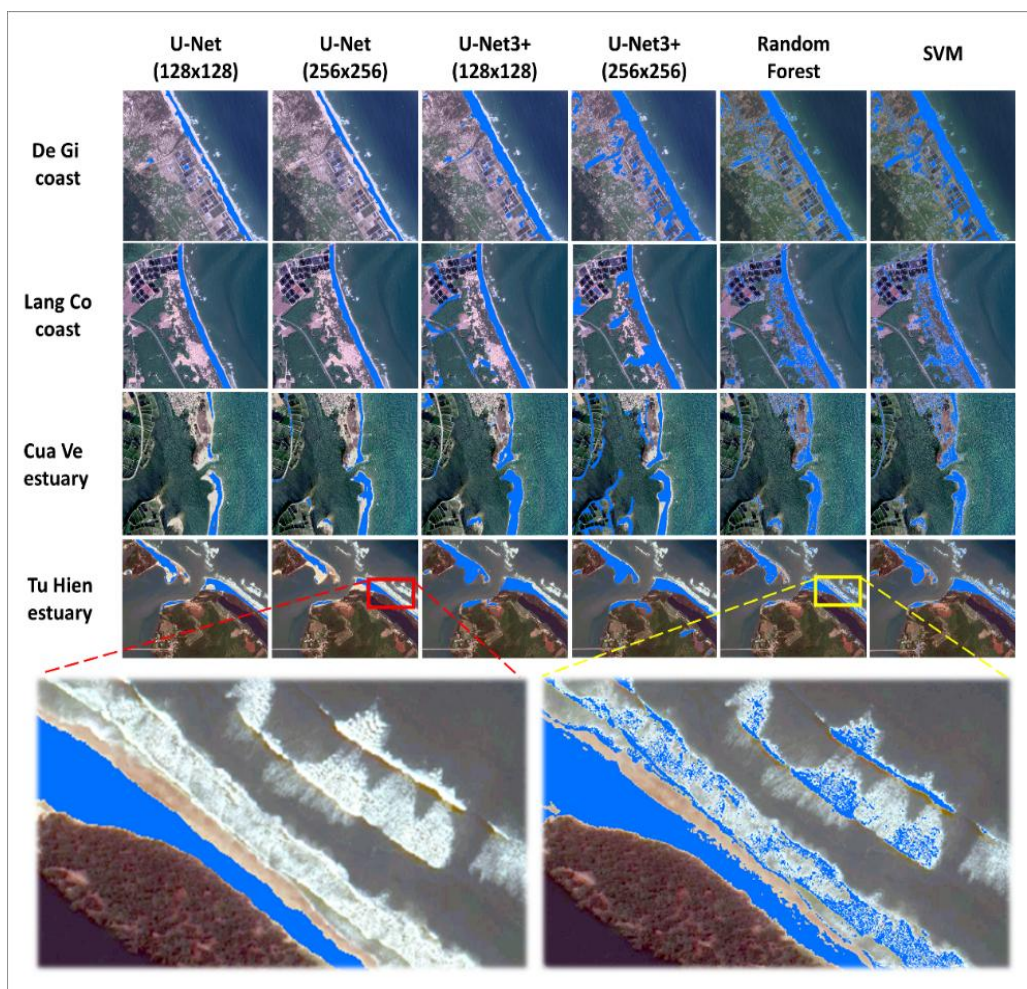 U-Net
(128x128)
U-Net
(256x256)
U-Net3+
(128x128)
U-Net3+
(256x256)
Random
Forest
SVM
De Gi
coast
Lang Co
coast
Cua Ve
estuary
Tu Hien
estuary